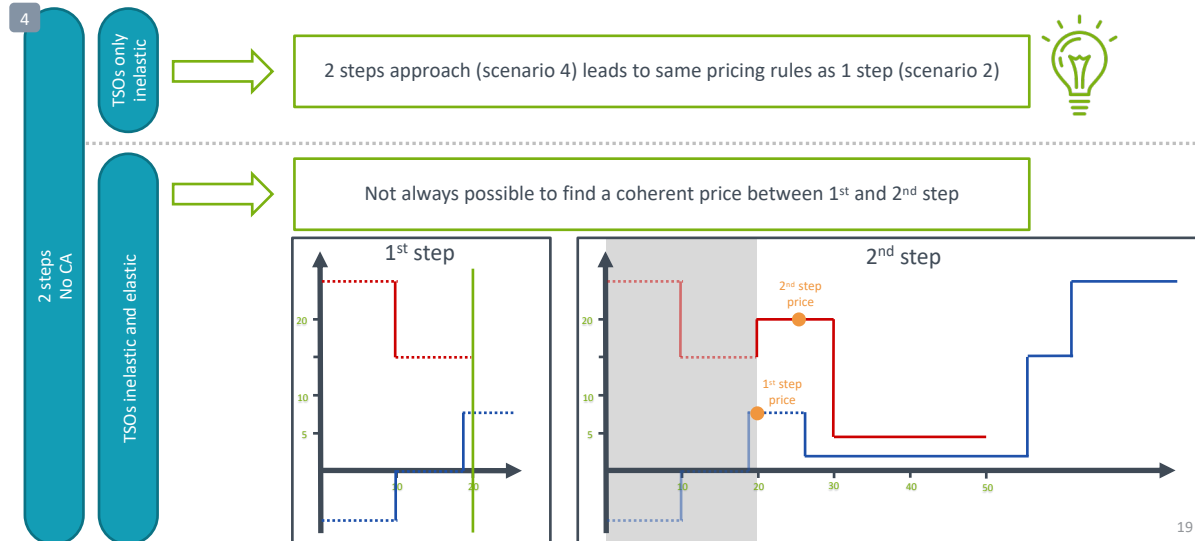 4
2 steps
No CA
TSOs only
inelastic
2 steps approach (scenario 4) leads to same pricing rules as 1 step (scenario 2)
TSOs inelastic and elastic
Not always possible to find a coherent price between 1st and 2nd step
1st step
20
10
5
10
20
2nd step
2nd step
price
20
1st step
price
10
5
10
20
30
40
50
19